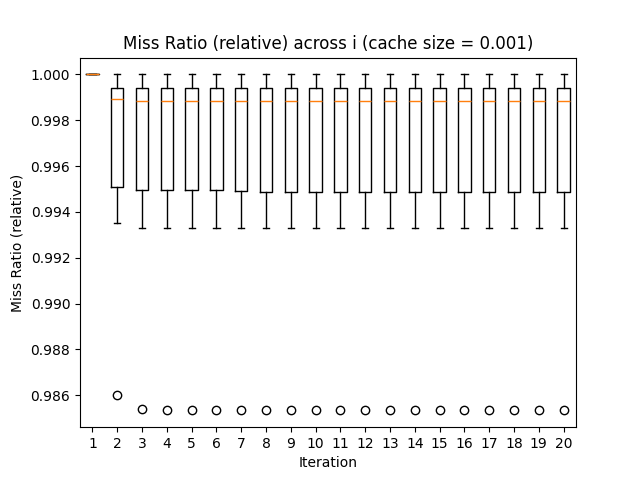 Miss Ratio (relative) across i (cache size = 0.001)
Miss Ratio (relative)
1.000
0.998
0.996
0.994
0.992
0.990
0.988
0.986
1 2 3 4 5 6 7 8 9 10 11 12 13 14 15 16 17 18 19 20
Iteration